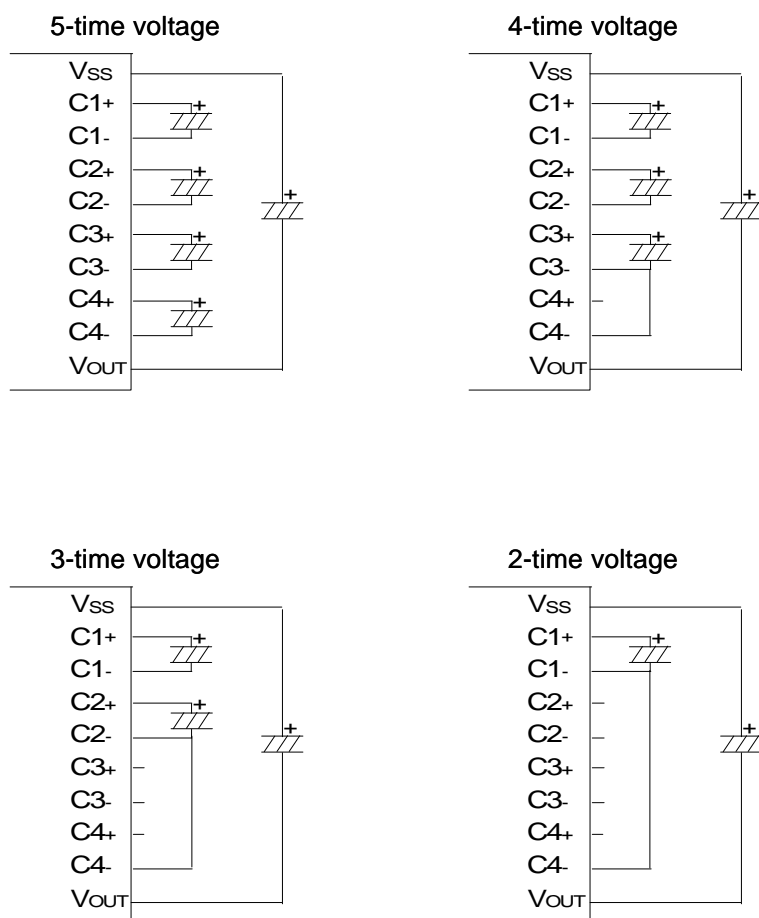 5-time voltage
VSS
C1+
+
C1-
C2+
+
C2-
+
C3+
+
C3-
C4+
+
C4-
VOUT
4-time voltage
VSS
C1+
+
C1-
C2+
+
C2-
+
C3+
+
C3-
C4+
C4-
VOUT
3-time voltage
VSS
C1+
+
C1-
C2+
+
C2-
+
C3+
C3-
C4+
C4-
VOUT
2-time voltage
VSS
C1+
+
C1-
C2+
C2-
+
C3+
C3-
C4+
C4-
VOUT